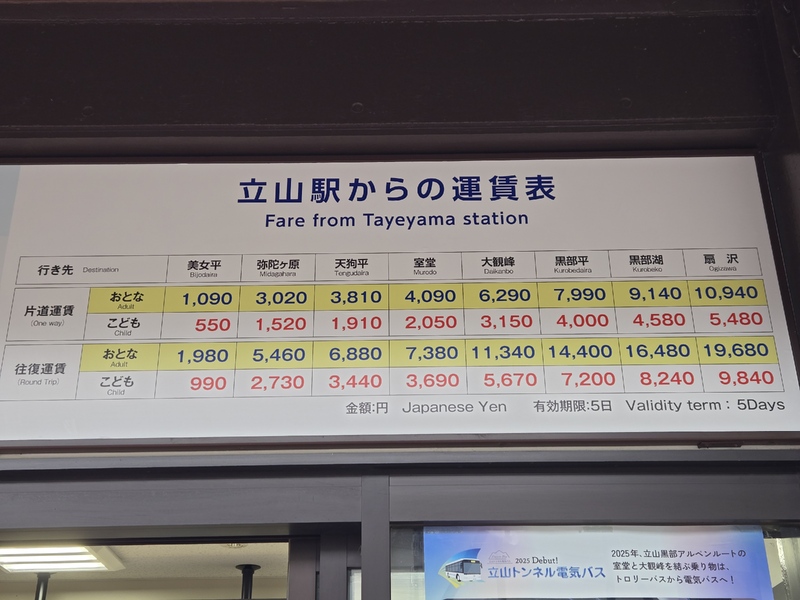 立山駅からの運賃表
Fare from Tayeyama station
行き先 Destination 美女平 弥陀ヶ原 天狗平 室堂 大観峰 黒部平 黒部湖 扇沢
Bijodaira Midagahara Tengudaira Murodo Daikanbo Kurobedaira Kurobeko Ogizawa
片道運賃 (One way) おとな Adult 1,090 3,020 3,810 4,090 6,290 7,990 9,140 10,940
こども Child 550 1,520 1,910 2,050 3,150 4,000 4,580 5,480
往復運賃 (Round Trip) おとな Adult 1,980 5,460 6,880 7,380 11,340 14,400 16,480 19,680
こども Child 990 2,730 3,440 3,690 5,670 7,200 8,240 9,840
金額:円 Japanese Yen 有効期限:5日 Validity term : 5Days
2025 Debut!
立山トンネル電気バス
2025年、立山黒部アルペンルートの
室堂と大観峰を結ぶ乗り物は、
トロリーバスから電気バスへ!